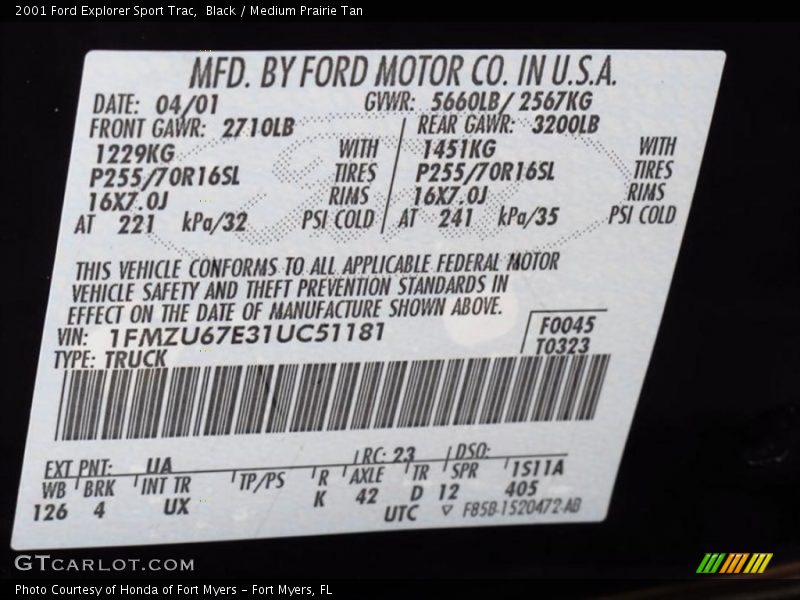 2001 Ford Explorer Sport Trac, Black / Medium Prairie Tan
MFD. BY FORD MOTOR CO. IN U.S.A.
DATE: 04/01 GVWR: 5660LB/ 2567KG
FRONT GAWR: 2710LB REAR GAWR: 3200LB
1229KG WITH 1451KG WITH
P255/70R16SL TIRES P255/70R16SL TIRES
16X7.0J RIMS 16X7.0J RIMS
AT 221 kPa/32 PSI COLD AT 241 kPa/35 PSI COLD
THIS VEHICLE CONFORMS TO ALL APPLICABLE FEDERAL MOTOR
VEHICLE SAFETY AND THEFT PREVENTION STANDARDS IN
EFFECT ON THE DATE OF MANUFACTURE SHOWN ABOVE.
VIN: 1FMZU67E31UC51181 F0045
TYPE: TRUCK T0323
EXT PNT: UA RC: 23 DSO:
WB BRK INT TR TP/PS R AXLE TR SPR 1S11A
126 4 UX K 42 D 12 405
UTC ▽ F85B-1520472-AB
GTCARLOT.COM
Photo Courtesy of Honda of Fort Myers - Fort Myers, FL